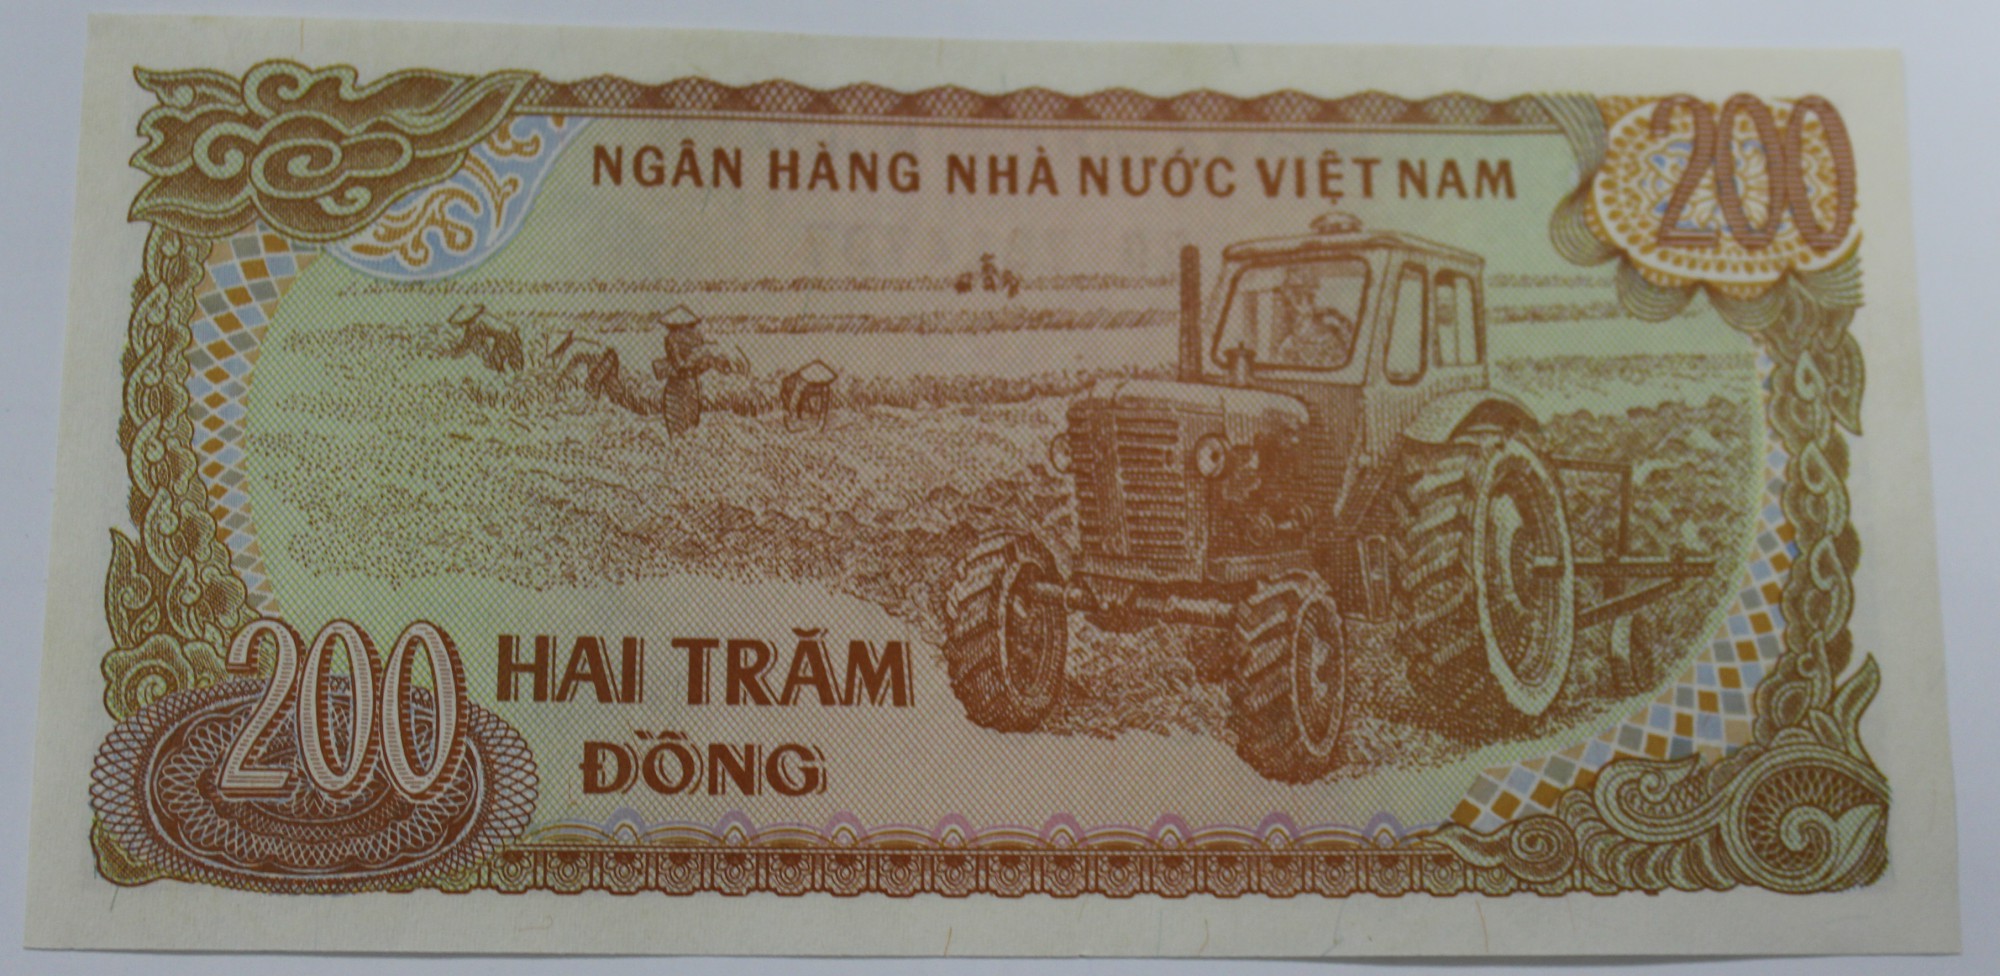 NGÂN HÀNG NHÀ NƯỚC VIỆT NAM
200
200
HAI TRĂM
ĐỒNG